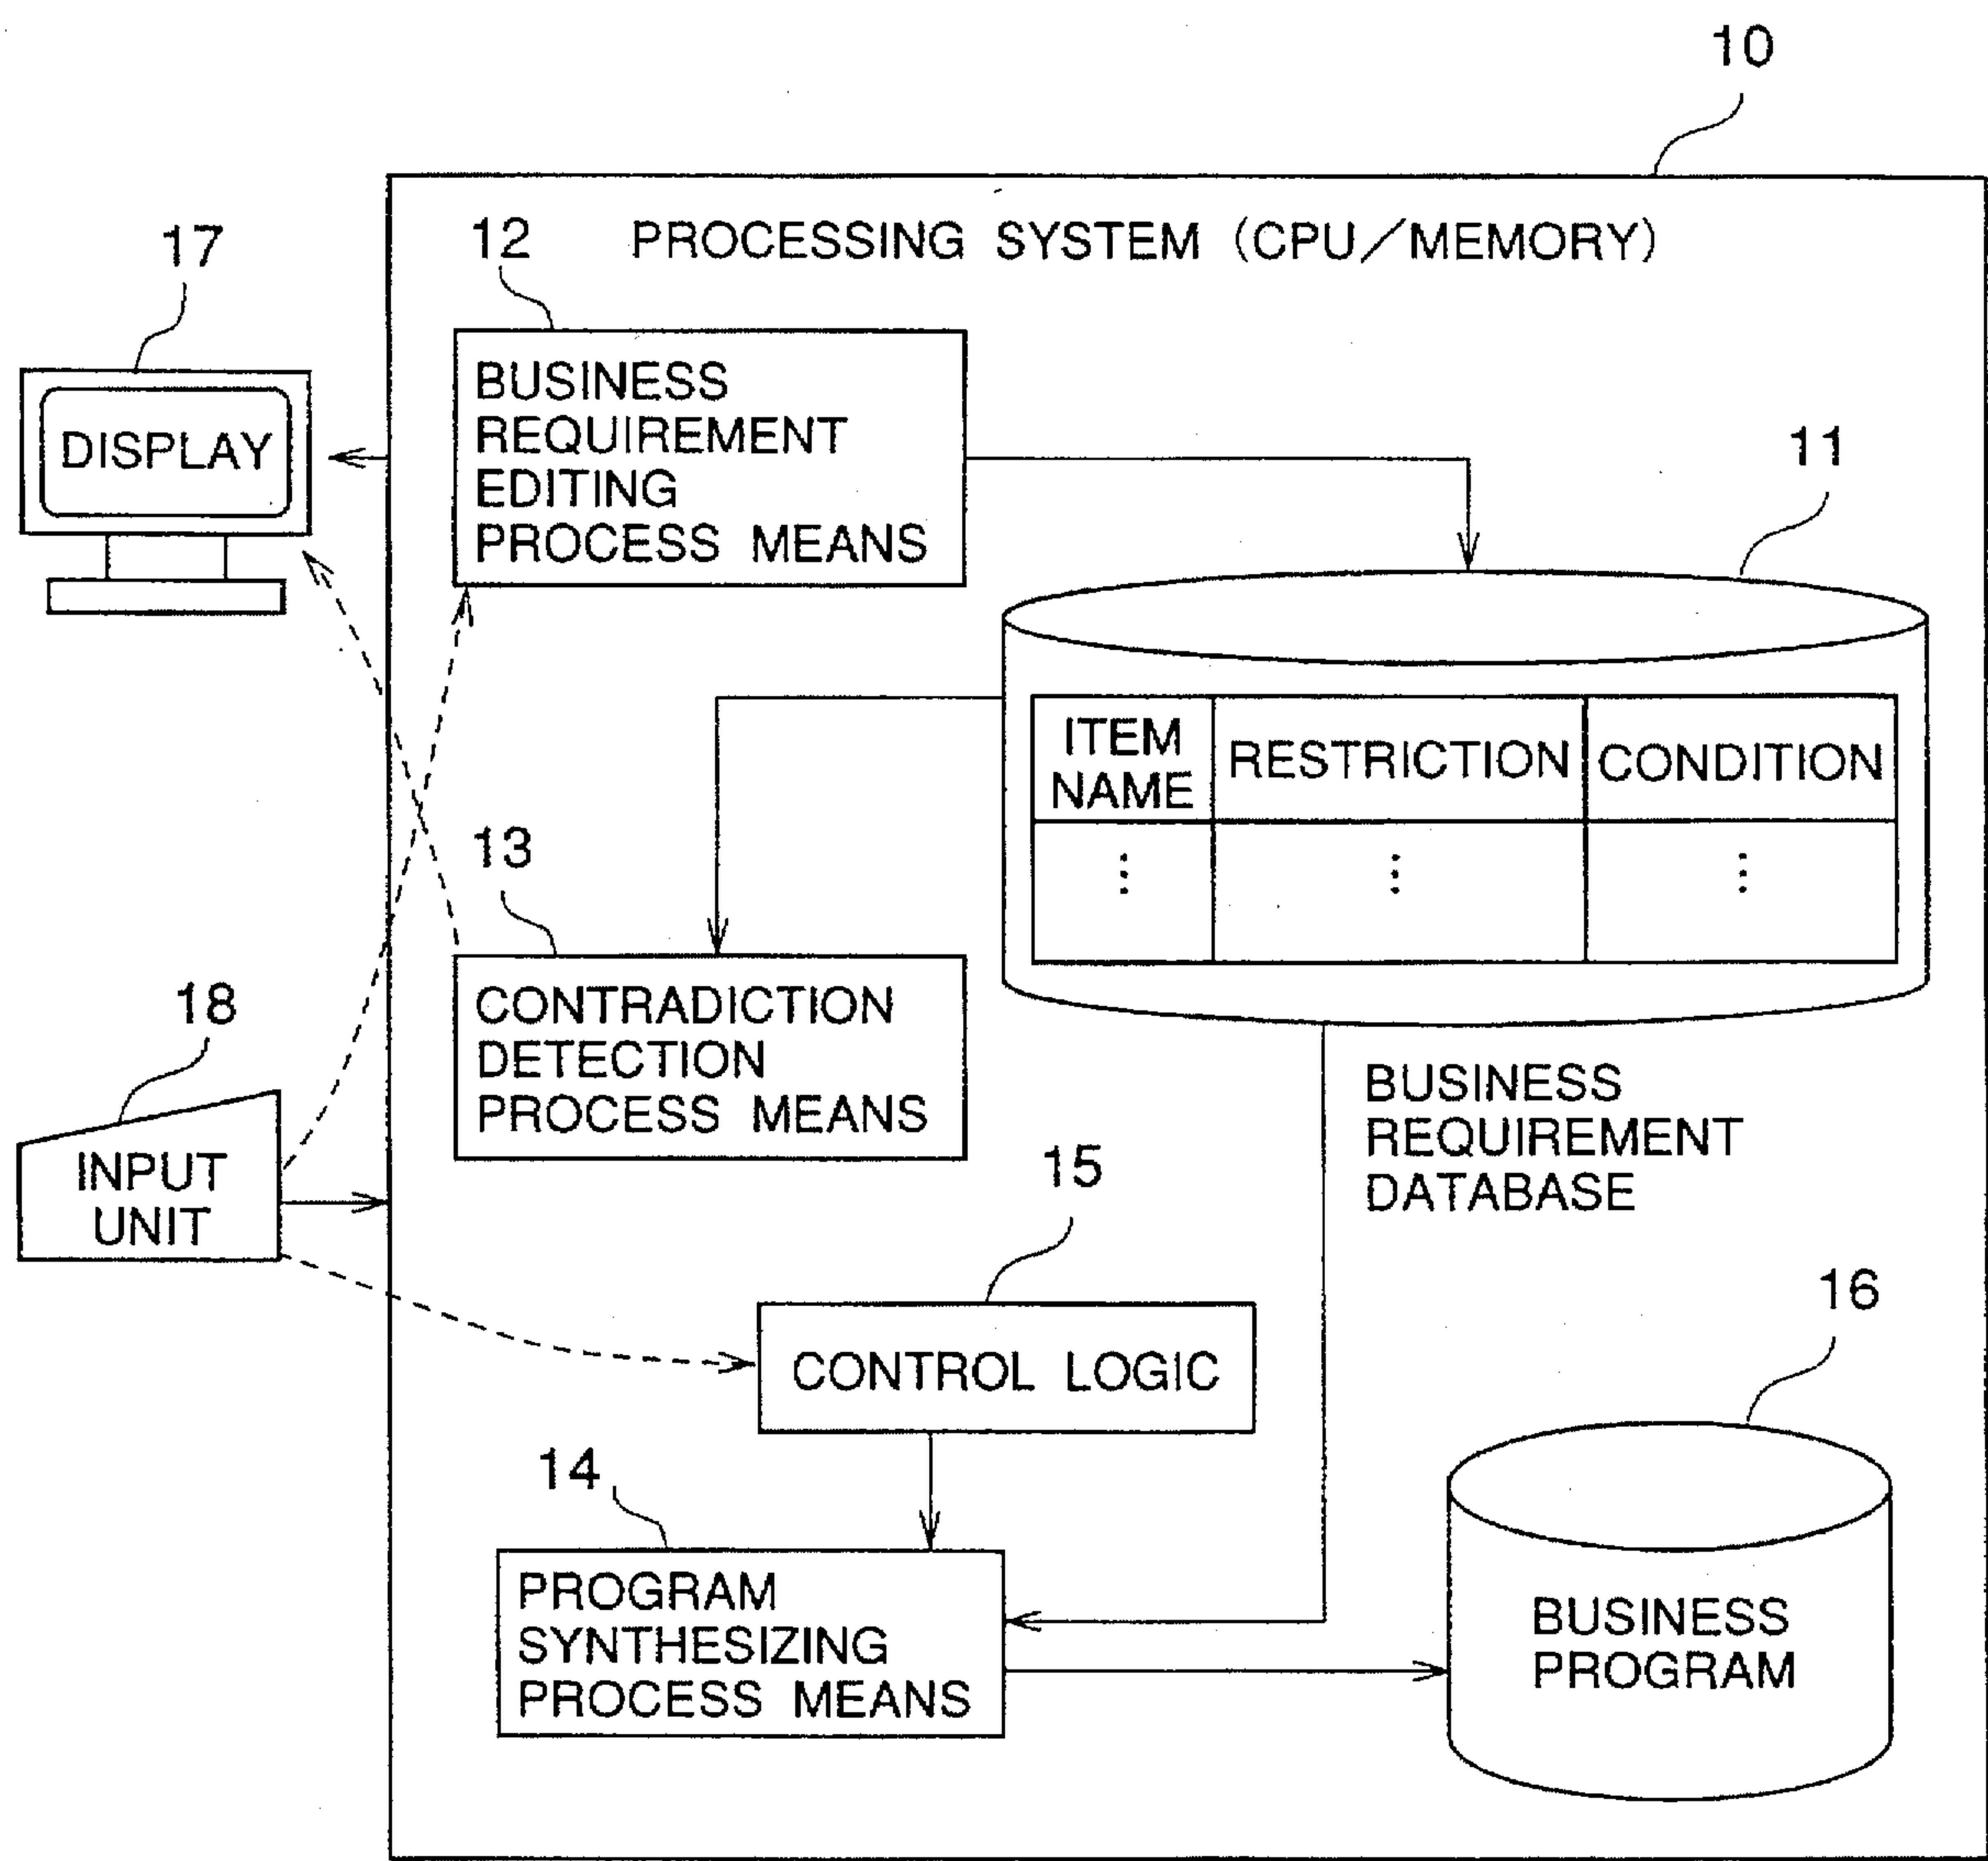 10
PROCESSING SYSTEM (CPU/MEMORY)
12
17
BUSINESS
REQUIREMENT
EDITING
PROCESS MEANS
DISPLAY
11
ITEM
NAME
RESTRICTION
CONDITION
⋮
⋮
⋮
13
CONTRADICTION
DETECTION
PROCESS MEANS
18
INPUT
UNIT
BUSINESS
REQUIREMENT
DATABASE
15
CONTROL LOGIC
16
14
PROGRAM
SYNTHESIZING
PROCESS MEANS
BUSINESS
PROGRAM